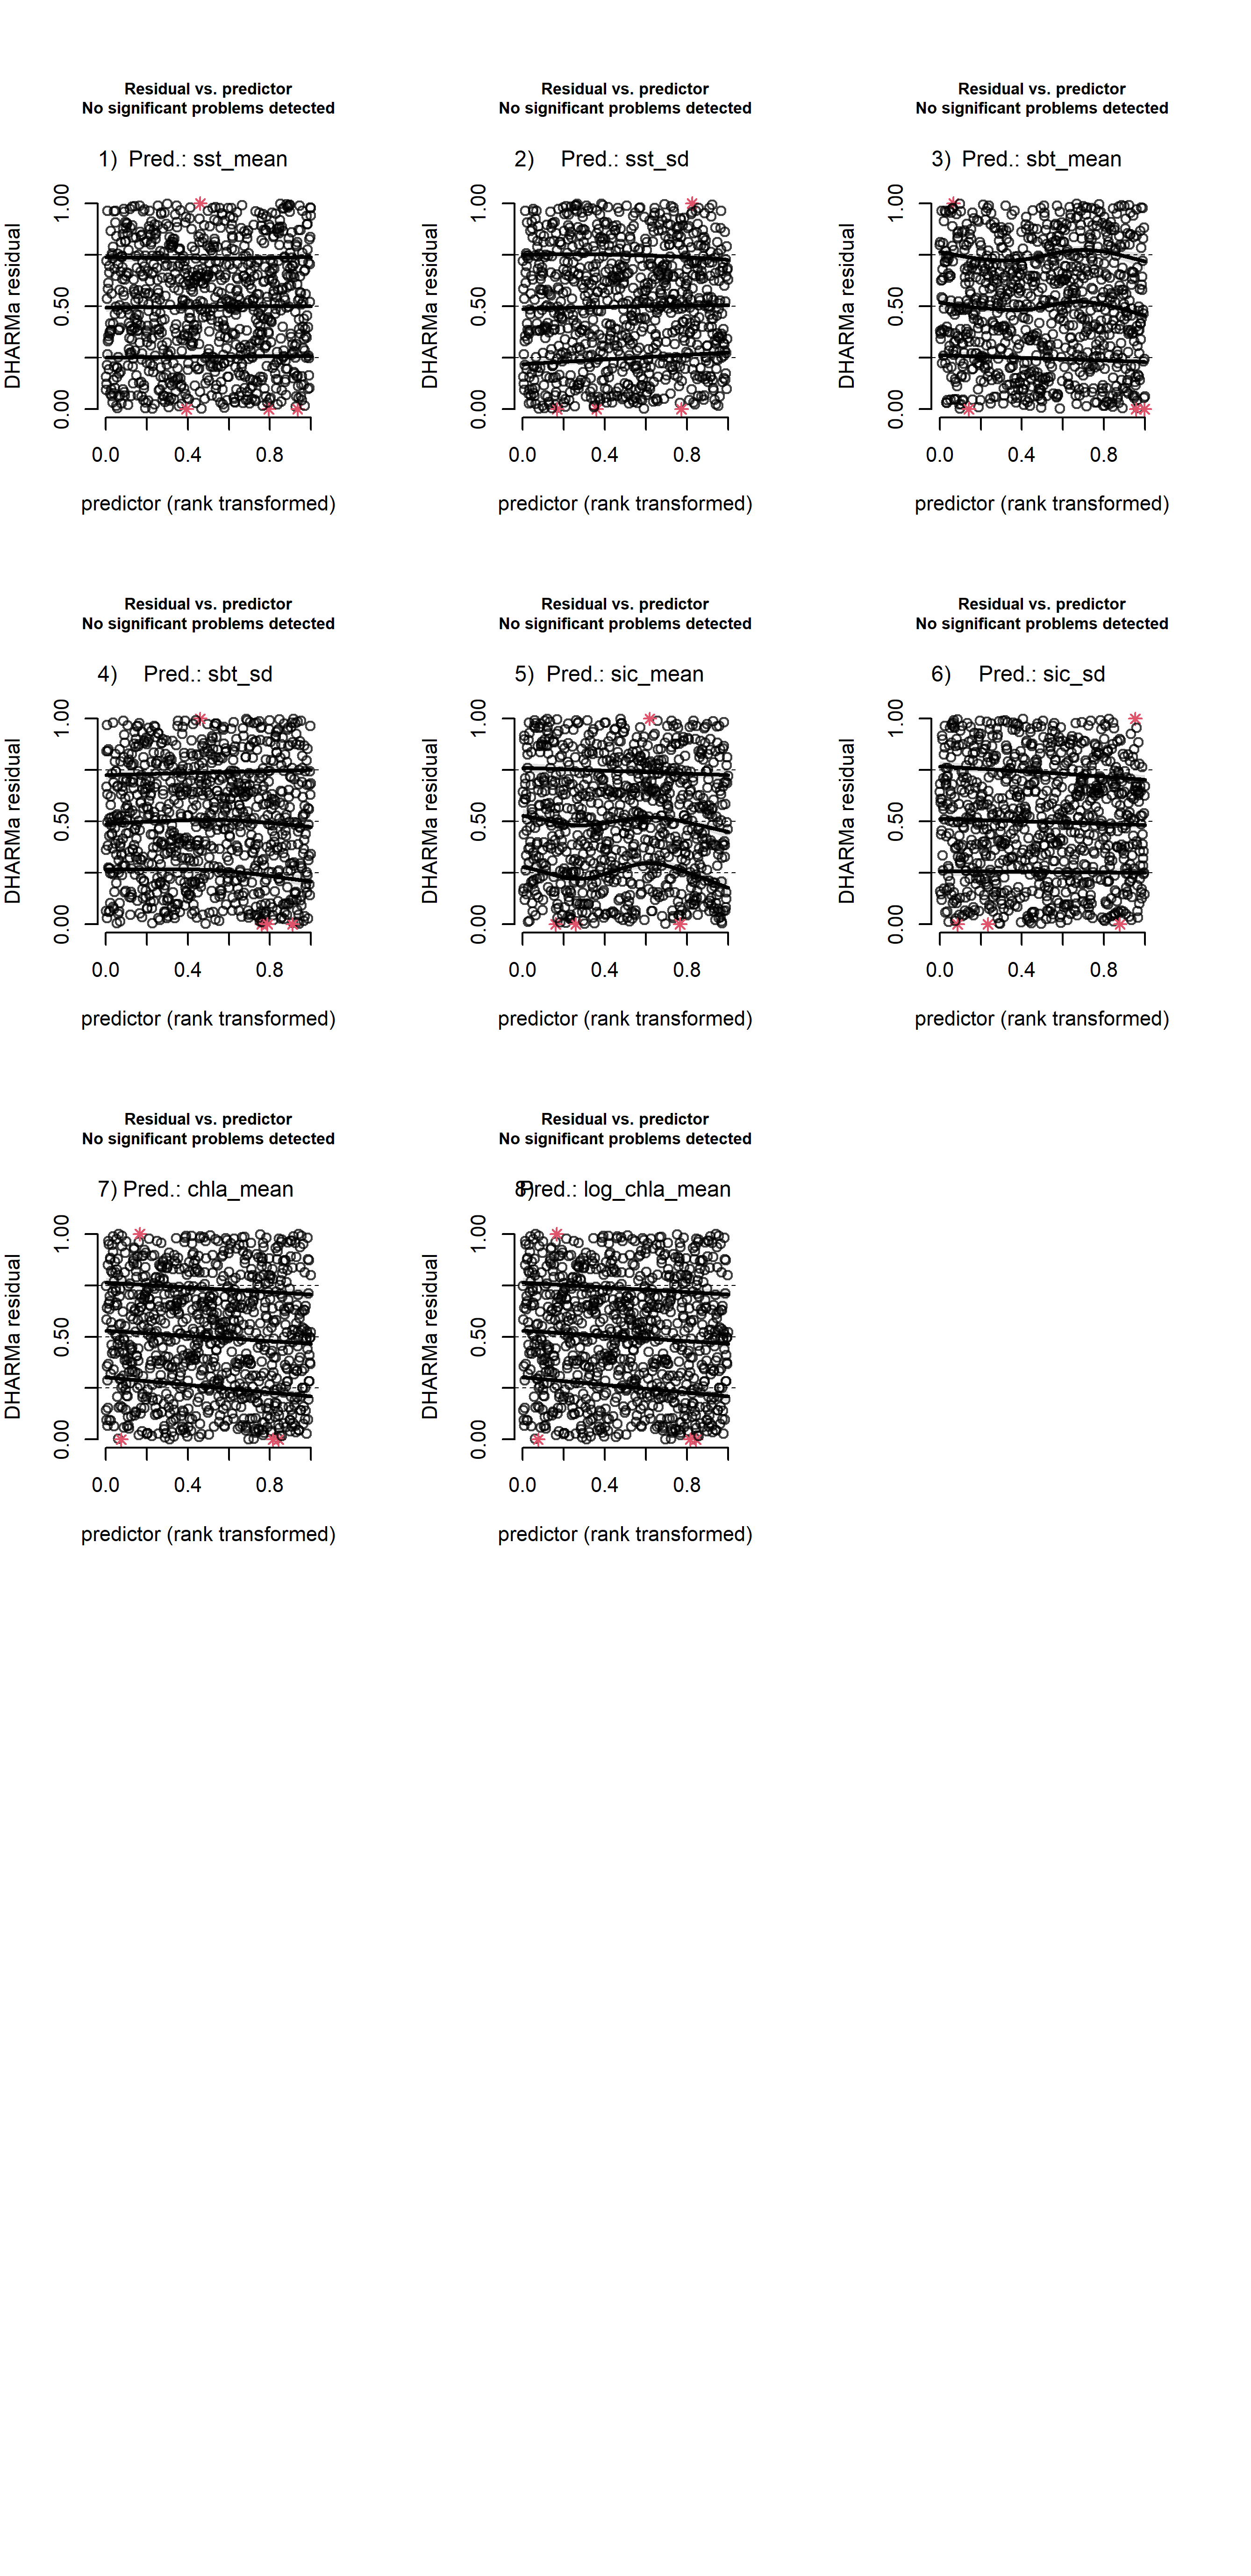 Residual vs. predictor
No significant problems detected
1) Pred.: sst_mean
DHARMa residual
1.00
0.50
0.00
0.0 0.4 0.8
predictor (rank transformed)
Residual vs. predictor
No significant problems detected
2) Pred.: sst_sd
DHARMa residual
1.00
0.50
0.00
0.0 0.4 0.8
predictor (rank transformed)
Residual vs. predictor
No significant problems detected
3) Pred.: sbt_mean
DHARMa residual
1.00
0.50
0.00
0.0 0.4 0.8
predictor (rank transformed)
Residual vs. predictor
No significant problems detected
4) Pred.: sbt_sd
DHARMa residual
1.00
0.50
0.00
0.0 0.4 0.8
predictor (rank transformed)
Residual vs. predictor
No significant problems detected
5) Pred.: sic_mean
DHARMa residual
1.00
0.50
0.00
0.0 0.4 0.8
predictor (rank transformed)
Residual vs. predictor
No significant problems detected
6) Pred.: sic_sd
DHARMa residual
1.00
0.50
0.00
0.0 0.4 0.8
predictor (rank transformed)
Residual vs. predictor
No significant problems detected
7) Pred.: chla_mean
DHARMa residual
1.00
0.50
0.00
0.0 0.4 0.8
predictor (rank transformed)
Residual vs. predictor
No significant problems detected
8) Pred.: log_chla_mean
DHARMa residual
1.00
0.50
0.00
0.0 0.4 0.8
predictor (rank transformed)